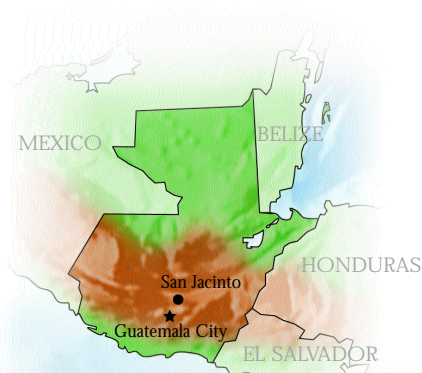 MEXICO
BELIZE
HONDURAS
San Jacinto
Guatemala City
EL SALVADOR